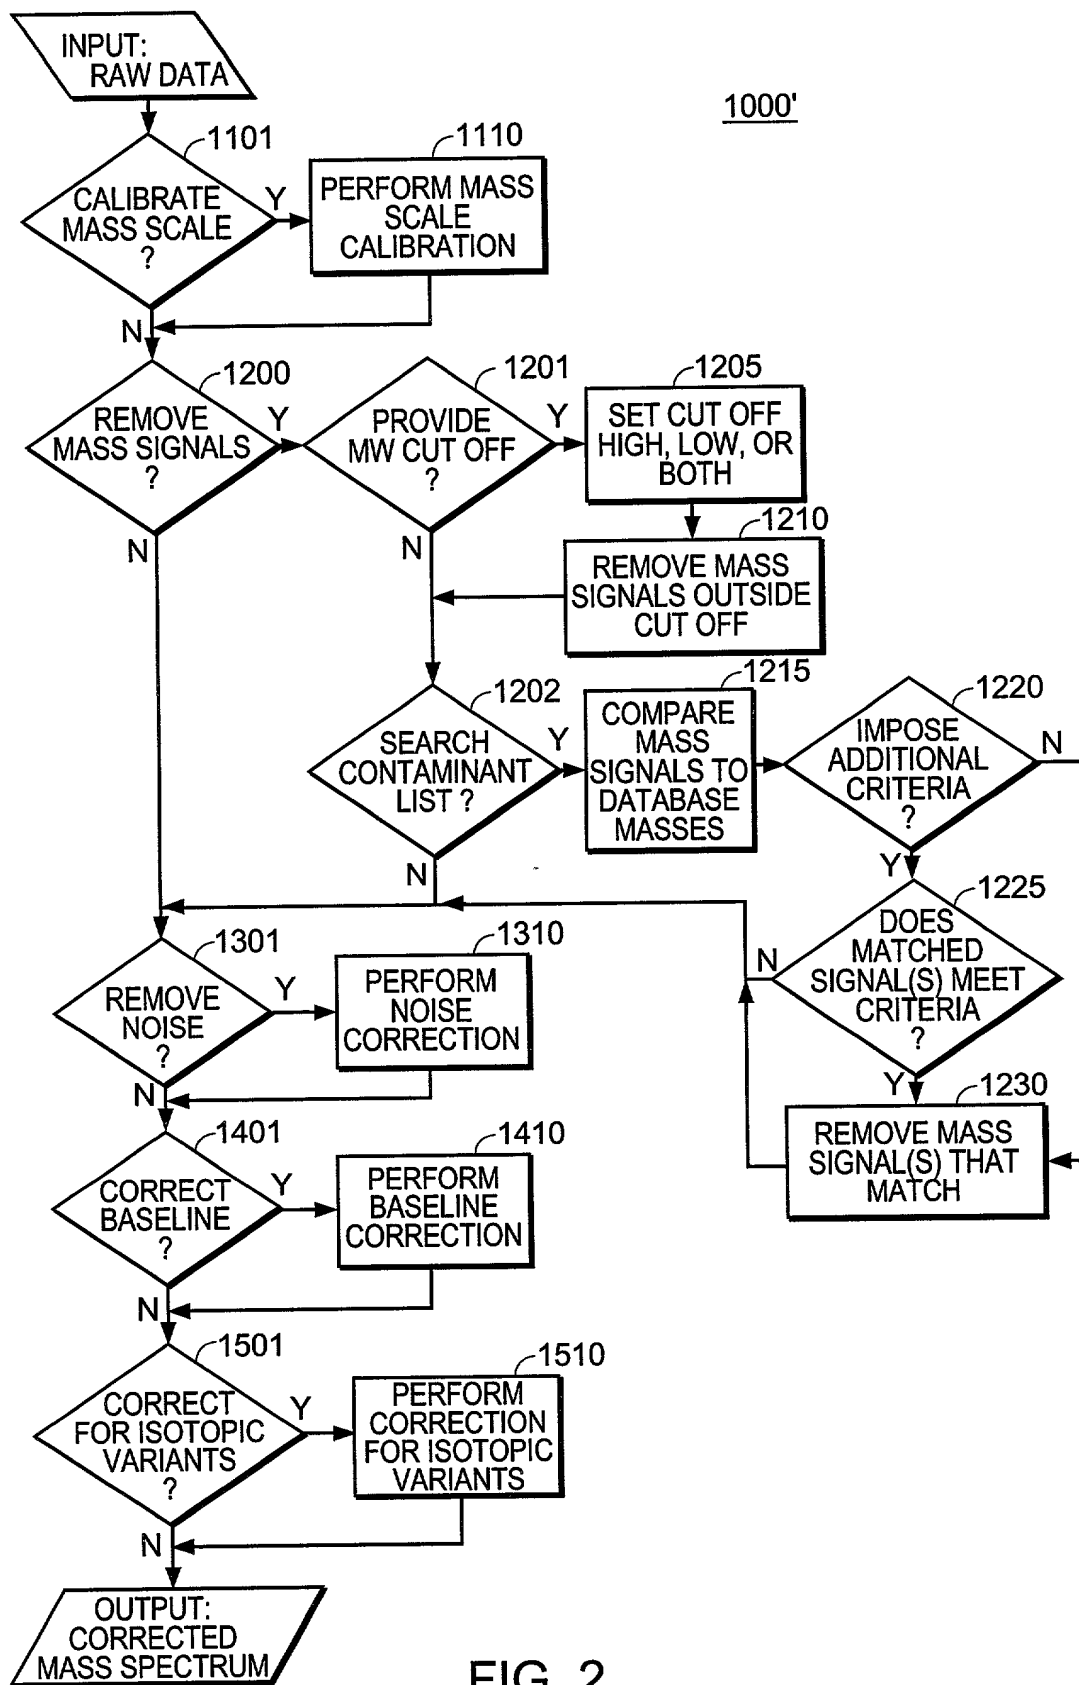 INPUT:
RAW DATA
1000'
1101
CALIBRATE
MASS SCALE
?
Y
N
1110
PERFORM MASS
SCALE
CALIBRATION
1200
REMOVE
MASS SIGNALS
?
Y
N
1201
PROVIDE
MW CUT OFF
?
Y
N
1205
SET CUT OFF
HIGH, LOW, OR
BOTH
1210
REMOVE MASS
SIGNALS OUTSIDE
CUT OFF
1202
SEARCH
CONTAMINANT
LIST ?
Y
N
1215
COMPARE
MASS
SIGNALS TO
DATABASE
MASSES
1220
IMPOSE
ADDITIONAL
CRITERIA
?
N
Y
1225
DOES
MATCHED
SIGNAL(S) MEET
CRITERIA
?
N
Y
1230
REMOVE MASS
SIGNAL(S) THAT
MATCH
1301
REMOVE
NOISE
?
Y
N
1310
PERFORM
NOISE
CORRECTION
1401
CORRECT
BASELINE
?
Y
N
1410
PERFORM
BASELINE
CORRECTION
1501
CORRECT
FOR ISOTOPIC
VARIANTS
?
Y
N
1510
PERFORM
CORRECTION
FOR ISOTOPIC
VARIANTS
OUTPUT:
CORRECTED
MASS SPECTRUM
FIG. 2